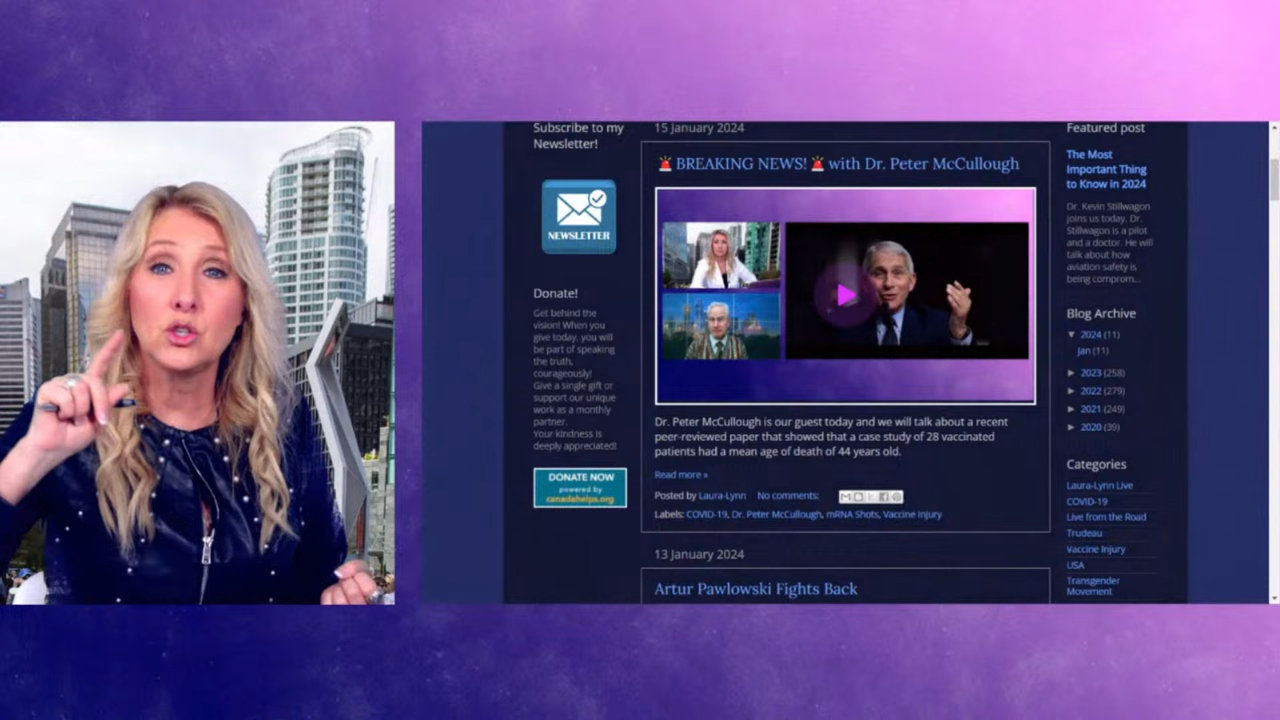 Subscribe to my
Newsletter!
NEWSLETTER
Donate!
Get behind the
vision! When you
give today, you will
be part of speaking
the truth,
courageously!
Give a single gift or
support our unique
work as a monthly
partner.
Your kindness is
deeply appreciated!
DONATE NOW
powered by
canadahelps.org
15 January 2024
🚨BREAKING NEWS!🚨with Dr. Peter McCullough
Dr. Peter McCullough is our guest today and we will talk about a recent
peer-reviewed paper that showed that a case study of 28 vaccinated
patients had a mean age of death of 44 years old.
Read more »
Posted by Laura-Lynn No comments:
Labels: COVID-19, Dr. Peter McCullough, mRNA Shots, Vaccine Injury
13 January 2024
Artur Pawlowski Fights Back
Featured post
The Most
Important Thing
to Know in 2024
Dr. Kevin Stillwagon
joins us today. Dr.
Stillwagon is a pilot
and a doctor. He will
talk about how
aviation safety is
being comprom...
Blog Archive
▼ 2024 (11)
Jan (11)
► 2023 (258)
► 2022 (279)
► 2021 (249)
► 2020 (39)
Categories
Laura-Lynn Live
COVID-19
Live from the Road
Trudeau
Vaccine Injury
USA
Transgender
Movement